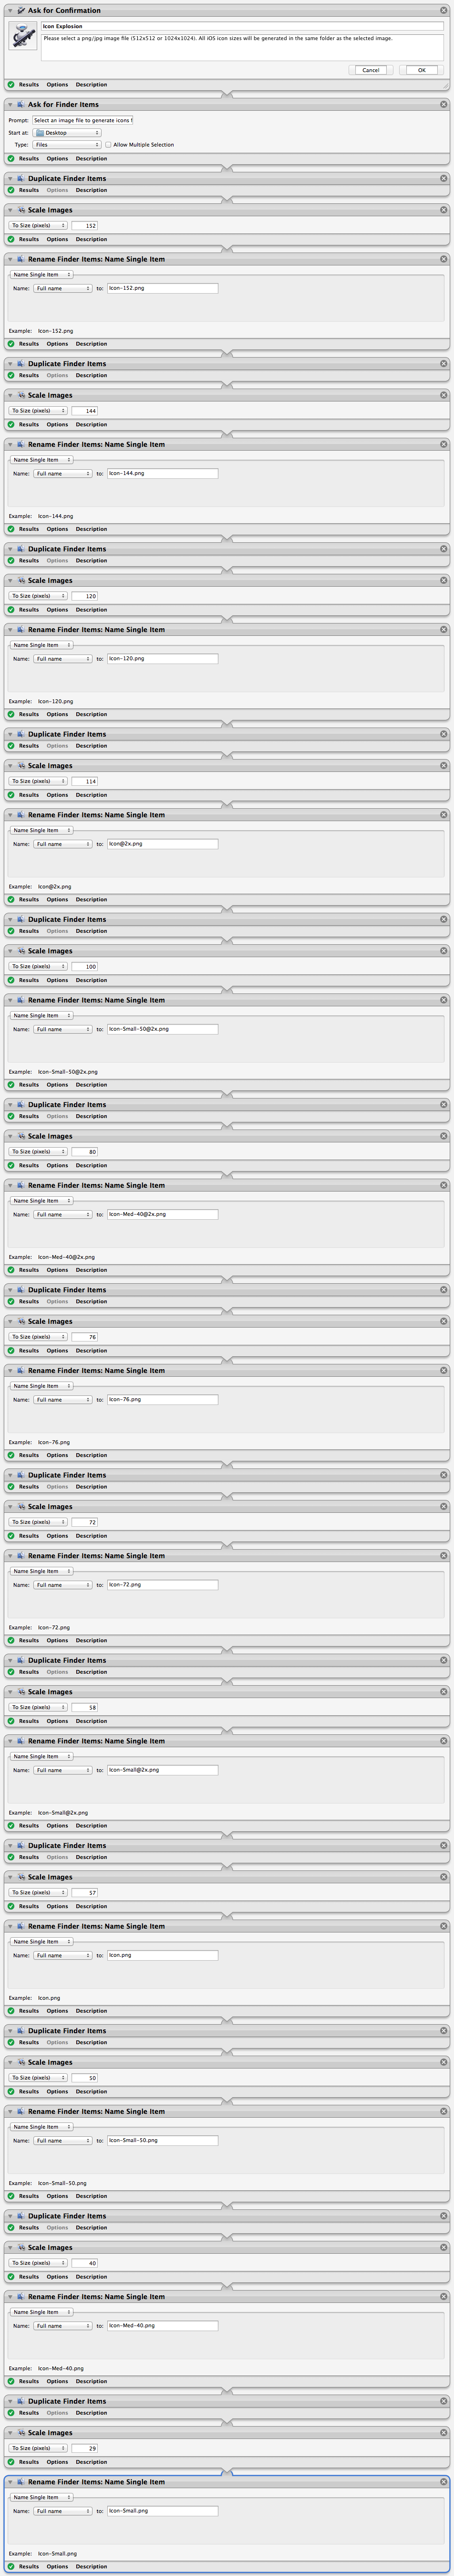 Ask for Confirmation
Icon Explosion
Please select a png/jpg image file (512x512 or 1024x1024). All iOS icon sizes will be generated in the same folder as the selected image.
Cancel OK
Results Options Description
Ask for Finder Items
Prompt: Select an image file to generate icons
Start at: Desktop
Type: Files Allow Multiple Selection
Results Options Description
Duplicate Finder Items
Results Options Description
Scale Images
To Size (pixels) 152
Results Options Description
Rename Finder Items: Name Single Item
Name Single Item
Name: Full name to: Icon-152.png
Example: Icon-152.png
Results Options Description
Duplicate Finder Items
Results Options Description
Scale Images
To Size (pixels) 144
Results Options Description
Rename Finder Items: Name Single Item
Name Single Item
Name: Full name to: Icon-144.png
Example: Icon-144.png
Results Options Description
Duplicate Finder Items
Results Options Description
Scale Images
To Size (pixels) 120
Results Options Description
Rename Finder Items: Name Single Item
Name Single Item
Name: Full name to: Icon-120.png
Example: Icon-120.png
Results Options Description
Duplicate Finder Items
Results Options Description
Scale Images
To Size (pixels) 114
Results Options Description
Rename Finder Items: Name Single Item
Name Single Item
Name: Full name to: Icon@2x.png
Example: Icon@2x.png
Results Options Description
Duplicate Finder Items
Results Options Description
Scale Images
To Size (pixels) 100
Results Options Description
Rename Finder Items: Name Single Item
Name Single Item
Name: Full name to: Icon-Small-50@2x.png
Example: Icon-Small-50@2x.png
Results Options Description
Duplicate Finder Items
Results Options Description
Scale Images
To Size (pixels) 80
Results Options Description
Rename Finder Items: Name Single Item
Name Single Item
Name: Full name to: Icon-Med-40@2x.png
Example: Icon-Med-40@2x.png
Results Options Description
Duplicate Finder Items
Results Options Description
Scale Images
To Size (pixels) 76
Results Options Description
Rename Finder Items: Name Single Item
Name Single Item
Name: Full name to: Icon-76.png
Example: Icon-76.png
Results Options Description
Duplicate Finder Items
Results Options Description
Scale Images
To Size (pixels) 72
Results Options Description
Rename Finder Items: Name Single Item
Name Single Item
Name: Full name to: Icon-72.png
Example: Icon-72.png
Results Options Description
Duplicate Finder Items
Results Options Description
Scale Images
To Size (pixels) 58
Results Options Description
Rename Finder Items: Name Single Item
Name Single Item
Name: Full name to: Icon-Small@2x.png
Example: Icon-Small@2x.png
Results Options Description
Duplicate Finder Items
Results Options Description
Scale Images
To Size (pixels) 57
Results Options Description
Rename Finder Items: Name Single Item
Name Single Item
Name: Full name to: Icon.png
Example: Icon.png
Results Options Description
Duplicate Finder Items
Results Options Description
Scale Images
To Size (pixels) 50
Results Options Description
Rename Finder Items: Name Single Item
Name Single Item
Name: Full name to: Icon-Small-50.png
Example: Icon-Small-50.png
Results Options Description
Duplicate Finder Items
Results Options Description
Scale Images
To Size (pixels) 40
Results Options Description
Rename Finder Items: Name Single Item
Name Single Item
Name: Full name to: Icon-Med-40.png
Example: Icon-Med-40.png
Results Options Description
Duplicate Finder Items
Results Options Description
Scale Images
To Size (pixels) 29
Results Options Description
Rename Finder Items: Name Single Item
Name Single Item
Name: Full name to: Icon-Small.png
Example: Icon-Small.png
Results Options Description